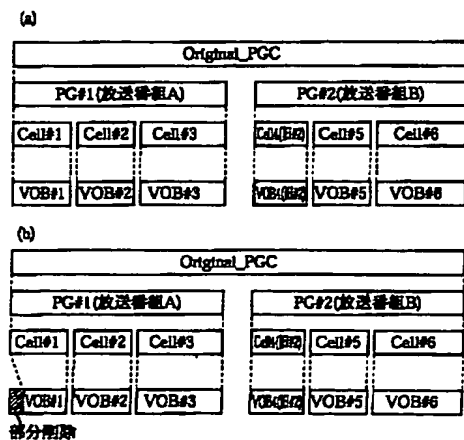 (a)
Original_PGC
PG#1(放送番組A) PG#2(放送番組B)
Cell#1 Cell#2 Cell#3 Cell#5 Cell#6
VOB#1 VOB#2 VOB#3 VOB#5 VOB#6
(b)
Original_PGC
PG#1(放送番組A) PG#2(放送番組B)
Cell#1 Cell#2 Cell#3 Cell#5 Cell#6
VOB#1 VOB#2 VOB#3 VOB#5 VOB#6
部分削除